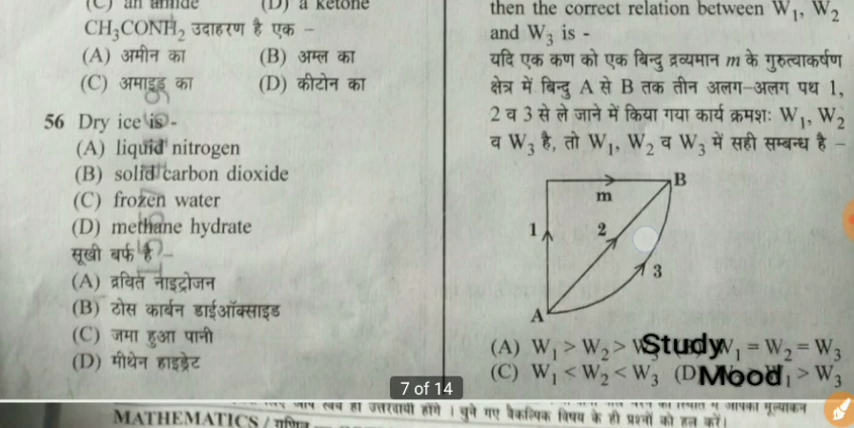 (D) a ketone
CH₃CONH₂ उदाहरण है एक –
(A) अमीन का (B) अम्ल का
(C) अमाइड का (D) कीटोन का
56 Dry ice is -
(A) liquid nitrogen
(B) solid carbon dioxide
(C) frozen water
(D) methane hydrate
सूखी बर्फ है –
(A) द्रवित नाइट्रोजन
(B) ठोस कार्बन डाईऑक्साइड
(C) जमा हुआ पानी
(D) मीथेन हाइड्रेट
then the correct relation between W₁, W₂
and W₃ is -
यदि एक कण को एक बिन्दु द्रव्यमान m के गुरुत्वाकर्षण
क्षेत्र में बिन्दु A से B तक तीन अलग-अलग पथ 1,
2 व 3 से ले जाने में किया गया कार्य क्रमशः W₁, W₂
व W₃ है, तो W₁, W₂ व W₃ में सही सम्बन्ध है –
B
m
1 2
3
A
(A) W₁ > W₂ > W₁ = W₂ = W₃
(C) W₁ < W₂ < W₃ (D) > W₃
Study
Mood
7 of 14
होंगे । चुने गए वैकल्पिक विषय के ही प्रश्नों को हल करें।
MATHEMATICS / गणित